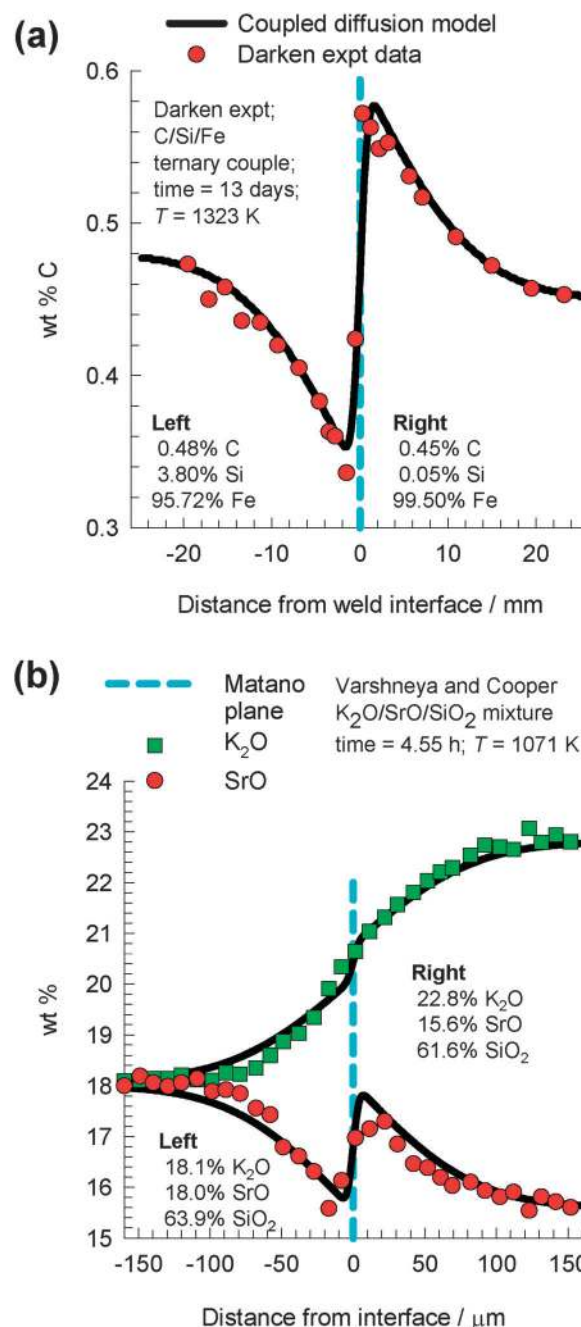 (a)
Coupled diffusion model
Darken expt data
0.6
0.5
0.4
0.3
wt % C
Darken expt;
C/Si/Fe
ternary couple;
time = 13 days;
T = 1323 K
Left
0.48% C
3.80% Si
95.72% Fe
Right
0.45% C
0.05% Si
99.50% Fe
-20 -10 0 10 20
Distance from weld interface / mm
(b)
Matano
plane
K₂O
SrO
Varshneya and Cooper
K₂O/SrO/SiO₂ mixture
time = 4.55 h; T = 1071 K
24
23
22
21
20
19
18
17
16
15
wt %
Right
22.8% K₂O
15.6% SrO
61.6% SiO₂
Left
18.1% K₂O
18.0% SrO
63.9% SiO₂
-150 -100 -50 0 50 100 150
Distance from interface / μm